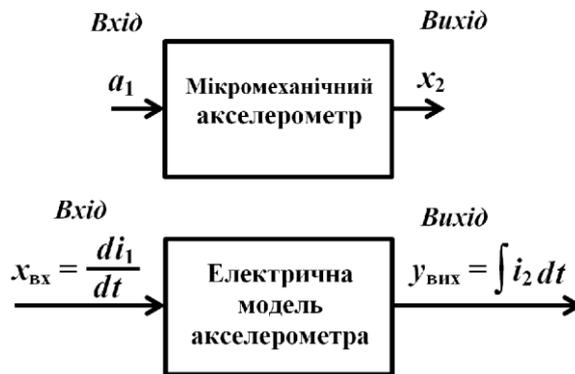 Вхід Вихід
a₁ Мікромеханічний x₂
акселерометр
Вхід Вихід
xвх = di₁/dt Електрична yвих = ∫ i₂ dt
модель
акселерометра